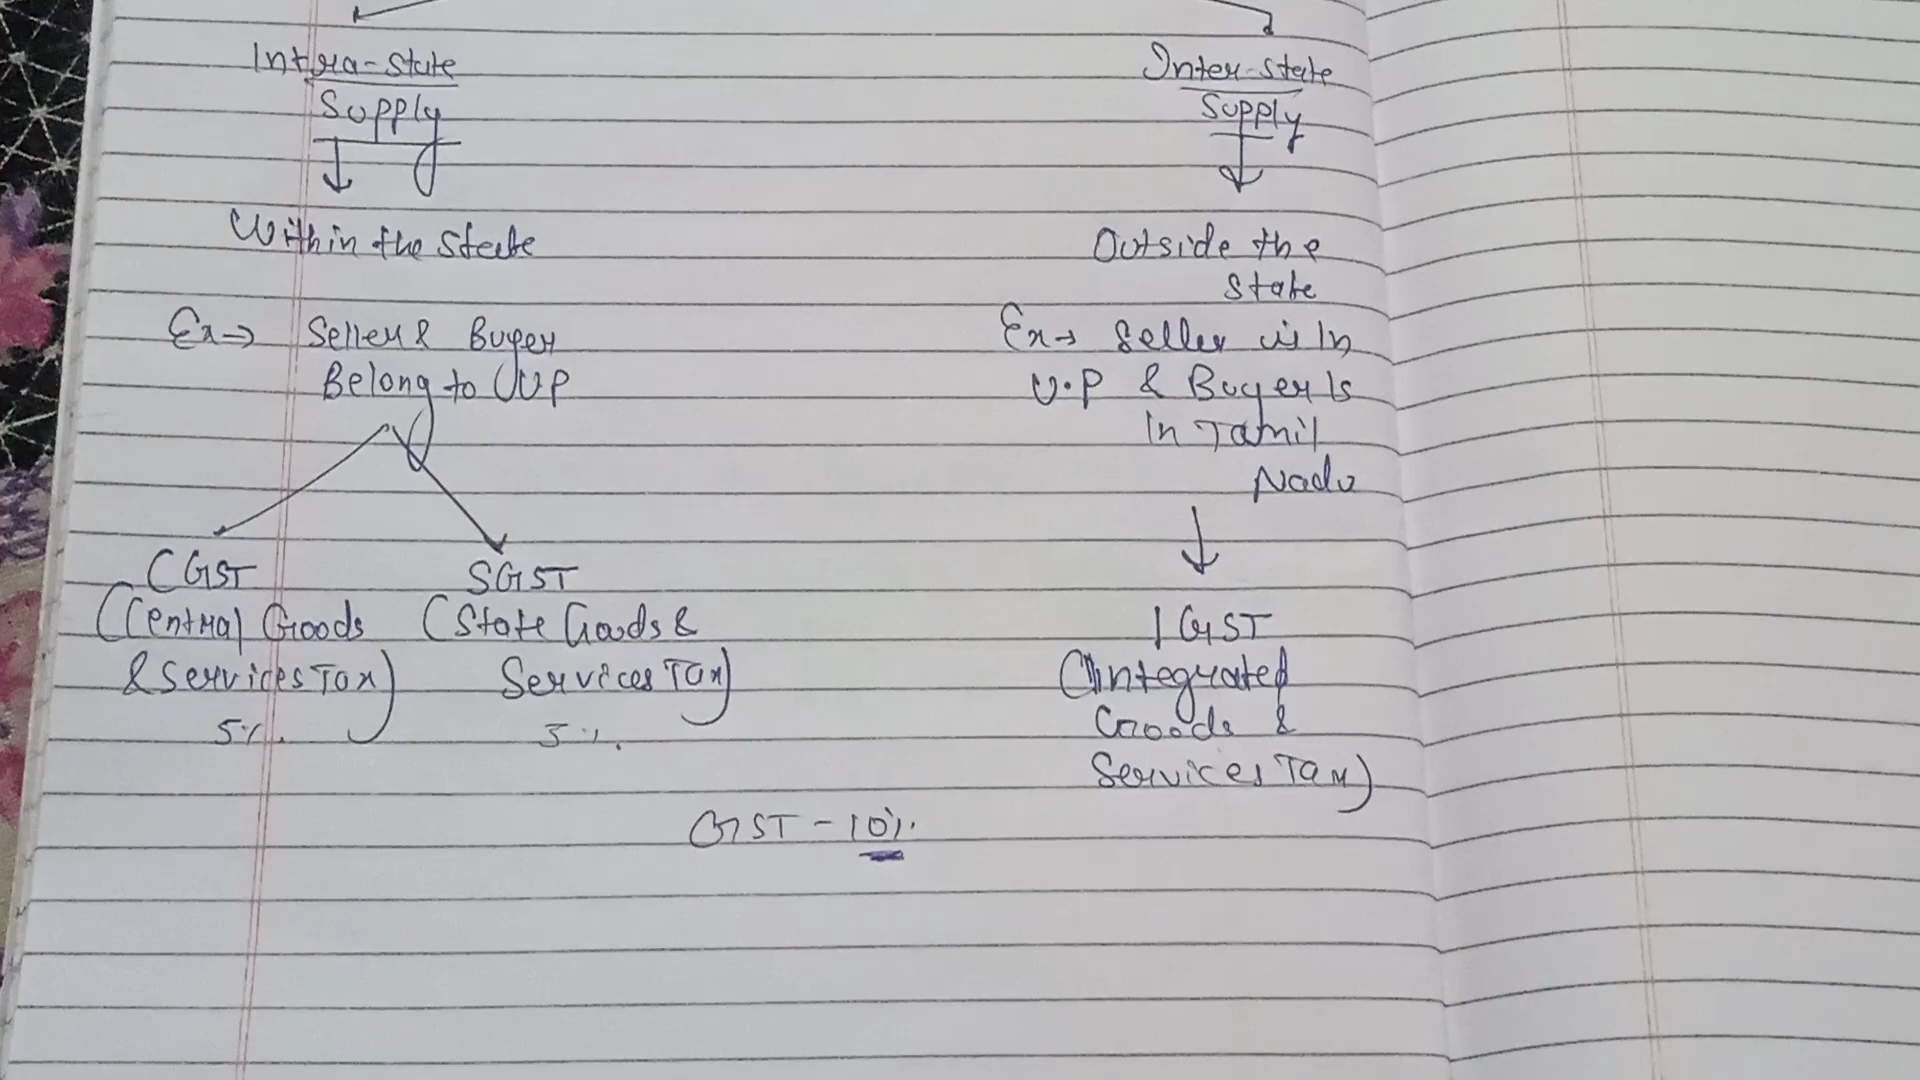 Intra-state
Supply
Within the State
Ex→ Seller & Buyer
Belong to UP
CGST
(Central Goods
& Services Tax)
5%.
SGST
(State Goods &
Services Tax)
5%.
Inter-state
Supply
Outside the
state
Ex→ Seller is In
U.P & Buyer Is
In Tamil
Nadu
IGST
(Integrated
Goods &
Services Tax)
GST - 10%.